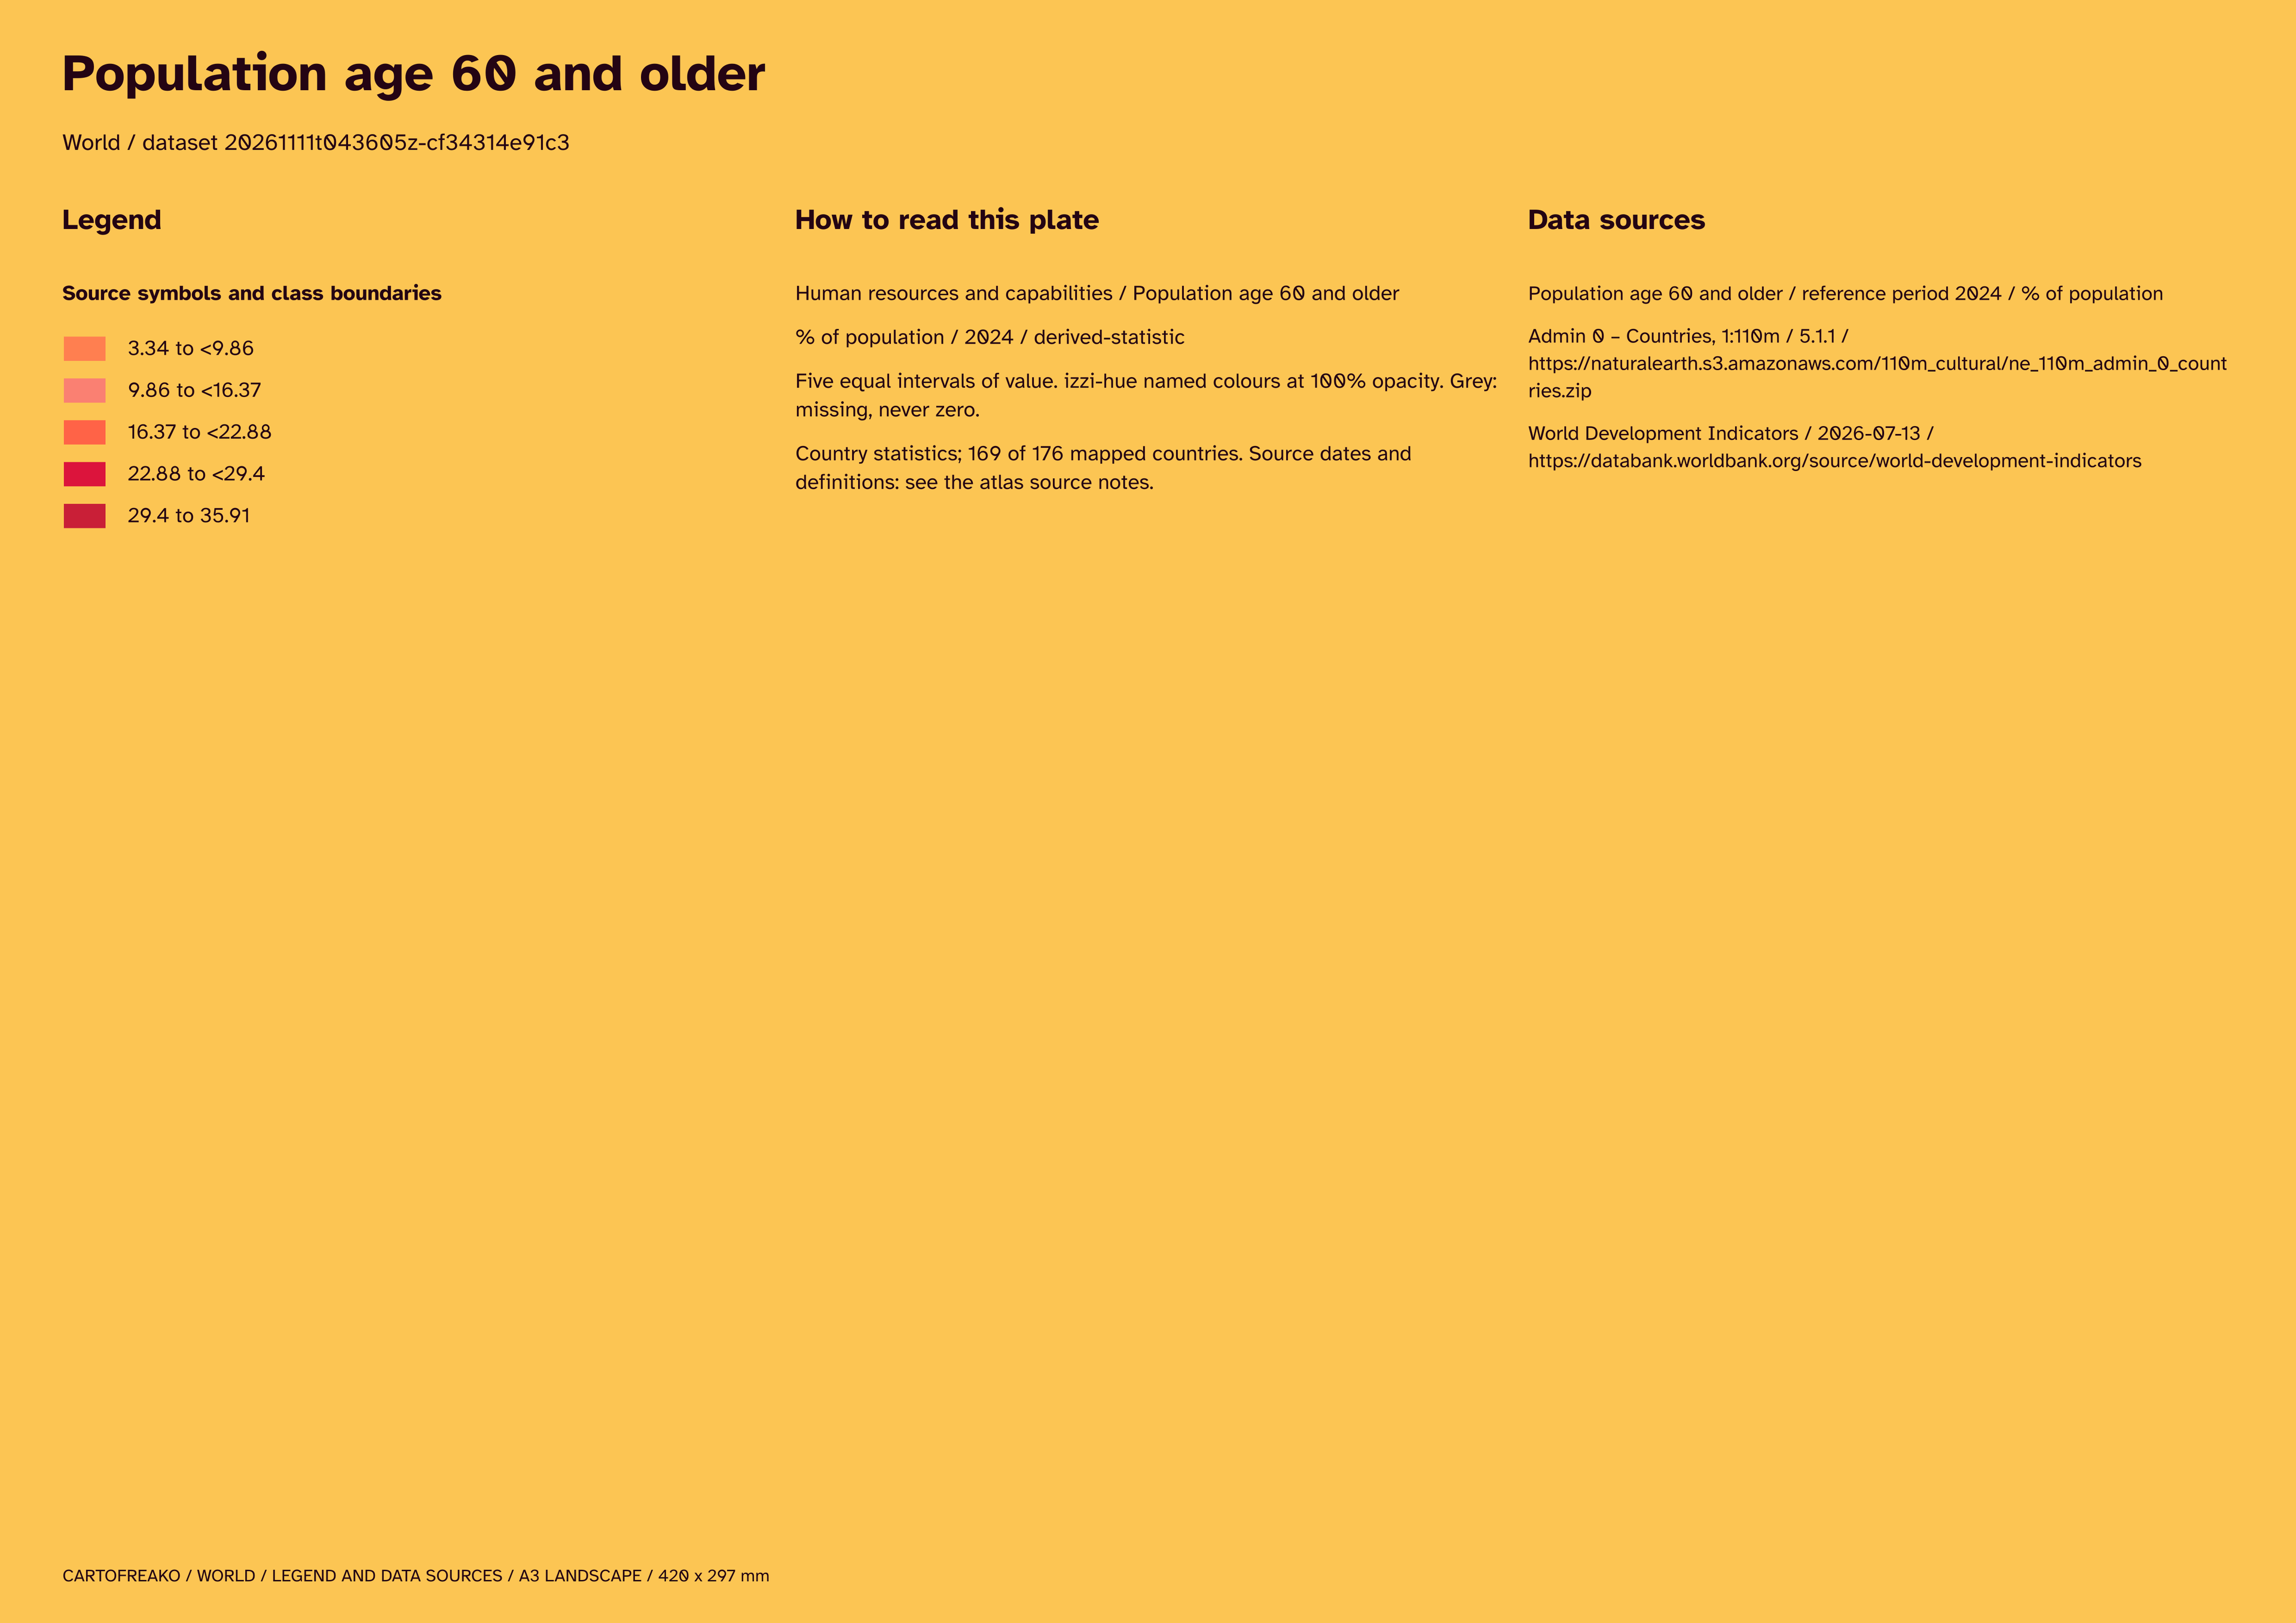 Population age 60 and older
World / dataset 20261111t043605z-cf34314e91c3
Legend
Source symbols and class boundaries
3.34 to <9.86
9.86 to <16.37
16.37 to <22.88
22.88 to <29.4
29.4 to 35.91
How to read this plate
Human resources and capabilities / Population age 60 and older
% of population / 2024 / derived-statistic
Five equal intervals of value. izzi-hue named colours at 100% opacity. Grey:
missing, never zero.
Country statistics; 169 of 176 mapped countries. Source dates and
definitions: see the atlas source notes.
Data sources
Population age 60 and older / reference period 2024 / % of population
Admin 0 – Countries, 1:110m / 5.1.1 /
https://naturalearth.s3.amazonaws.com/110m_cultural/ne_110m_admin_0_count
ries.zip
World Development Indicators / 2026-07-13 /
https://databank.worldbank.org/source/world-development-indicators
CARTOFREAKO / WORLD / LEGEND AND DATA SOURCES / A3 LANDSCAPE / 420 x 297 mm